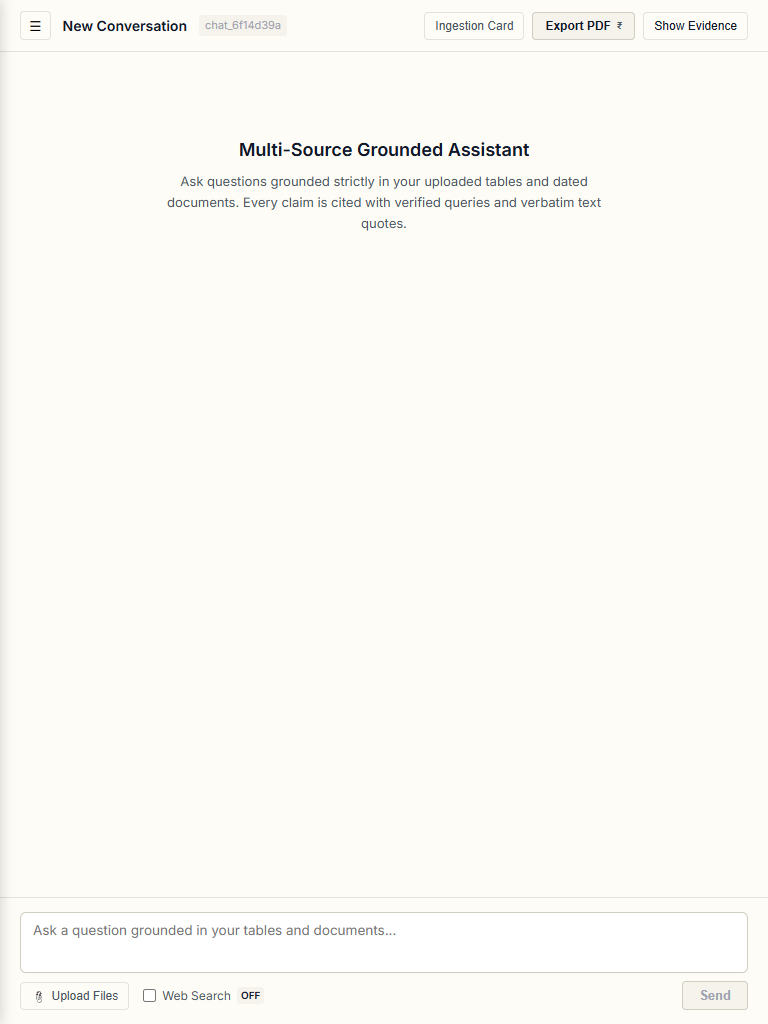 ☰ New Conversation chat_6f14d39a Ingestion Card Export PDF ₹ Show Evidence
Multi-Source Grounded Assistant
Ask questions grounded strictly in your uploaded tables and dated
documents. Every claim is cited with verified queries and verbatim text
quotes.
Ask a question grounded in your tables and documents...
Upload Files Web Search OFF Send